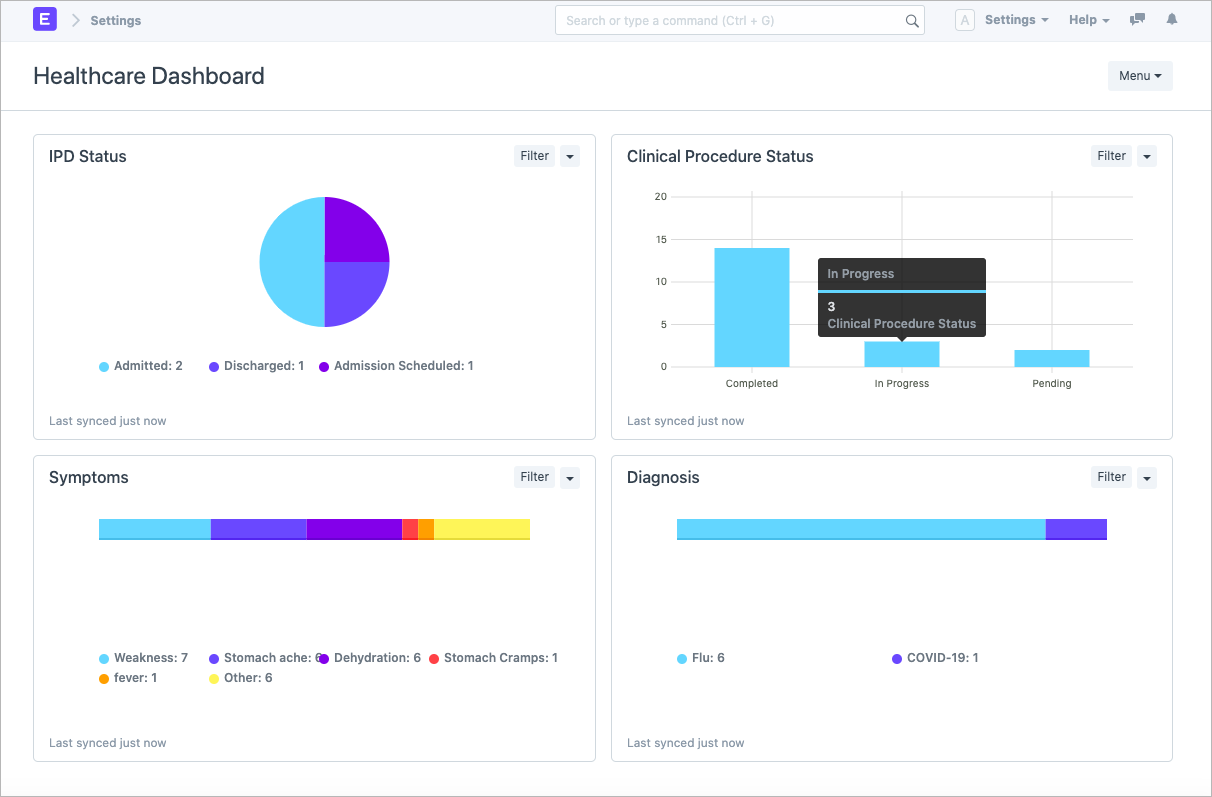 E Settings Search or type a command (Ctrl + G) A Settings Help
Healthcare Dashboard Menu
IPD Status Filter
Admitted: 2 Discharged: 1 Admission Scheduled: 1
Last synced just now
Clinical Procedure Status Filter
20
15
10
5
0
In Progress
3
Clinical Procedure Status
Completed In Progress Pending
Last synced just now
Symptoms Filter
Weakness: 7 Stomach ache: 6 Dehydration: 6 Stomach Cramps: 1
fever: 1 Other: 6
Last synced just now
Diagnosis Filter
Flu: 6 COVID-19: 1
Last synced just now